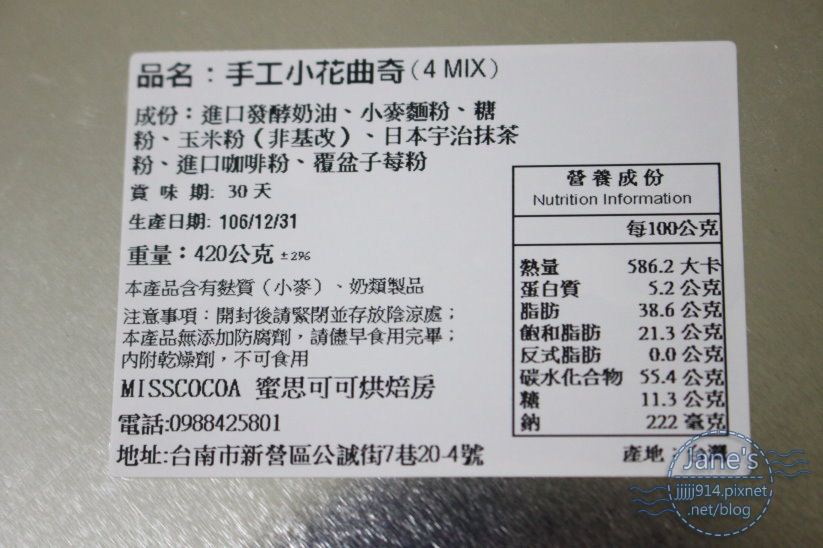 品名：手工小花曲奇（4 MIX）
成份：進口發酵奶油、小麥麵粉、糖
粉、玉米粉（非基改）、日本宇治抹茶
粉、進口咖啡粉、覆盆子莓粉
賞 味 期: 30 天
生產日期: 106/12/31
重量：420公克 ±2%
本產品含有麩質（小麥）、奶類製品
注意事項：開封後請緊閉並存放陰涼處；
本產品無添加防腐劑，請儘早食用完畢；
內附乾燥劑，不可食用
MISSCOCOA 蜜思可可烘焙房
電話:0988425801
地址:台南市新營區公誠街7巷20-4號
營養成份
Nutrition Information
每100公克
熱量 586.2 大卡
蛋白質 5.2 公克
脂肪 38.6 公克
飽和脂肪 21.3 公克
反式脂肪 0.0 公克
碳水化合物 55.4 公克
糖 11.3 公克
鈉 222 毫克
產地：台灣
Jane's
jjjjj914.pixnet
.net/blog